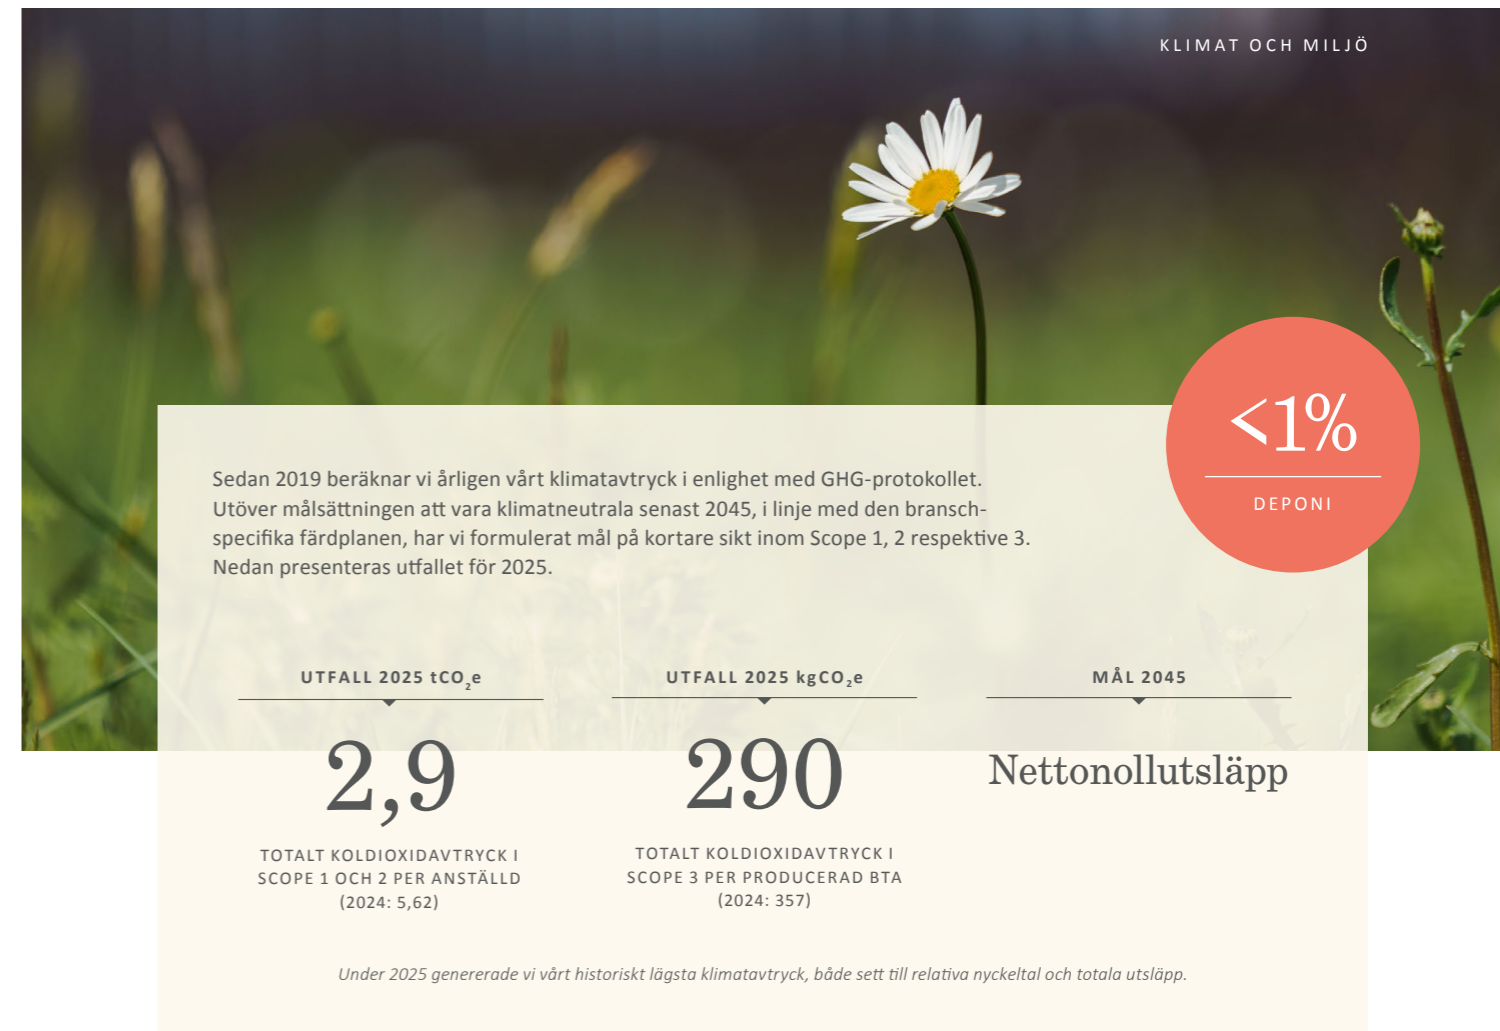 KLIMAT OCH MILJÖ
<1%
DEPONI
Sedan 2019 beräknar vi årligen vårt klimatavtryck i enlighet med GHG-protokollet.
Utöver målsättningen att vara klimatneutrala senast 2045, i linje med den bransch-
specifika färdplanen, har vi formulerat mål på kortare sikt inom Scope 1, 2 respektive 3.
Nedan presenteras utfallet för 2025.
UTFALL 2025 tCO₂e
2,9
TOTALT KOLDIOXIDAVTRYCK I
SCOPE 1 OCH 2 PER ANSTÄLLD
(2024: 5,62)
UTFALL 2025 kgCO₂e
290
TOTALT KOLDIOXIDAVTRYCK I
SCOPE 3 PER PRODUCERAD BTA
(2024: 357)
MÅL 2045
Nettonollutsläpp
Under 2025 genererade vi vårt historiskt lägsta klimatavtryck, både sett till relativa nyckeltal och totala utsläpp.